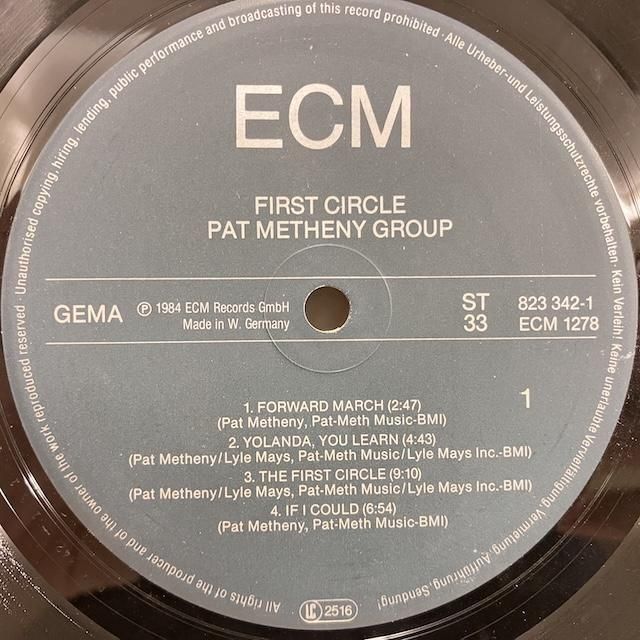 ECM
FIRST CIRCLE
PAT METHENY GROUP
GEMA
℗ 1984 ECM Records GmbH
Made in W. Germany
ST
33
823 342-1
ECM 1278
1
1. FORWARD MARCH (2:47)
(Pat Metheny, Pat-Meth Music-BMI)
2. YOLANDA, YOU LEARN (4:43)
(Pat Metheny/Lyle Mays, Pat-Meth Music/Lyle Mays Inc.-BMI)
3. THE FIRST CIRCLE (9:10)
(Pat Metheny/Lyle Mays, Pat-Meth Music/Lyle Mays Inc.-BMI)
4. IF I COULD (6:54)
(Pat Metheny, Pat-Meth Music-BMI)
All rights of the producer and of the owner of the work reproduced reserved · Unauthorised copying, hiring, lending, public performance and broadcasting of this record prohibited · Alle Urheber-und Leistungsschutzrechte vorbehalten · Kein Verleih! Keine unerlaubte Vervielfältigung, Vermietung, Aufführung, Sendung!
LC 2516